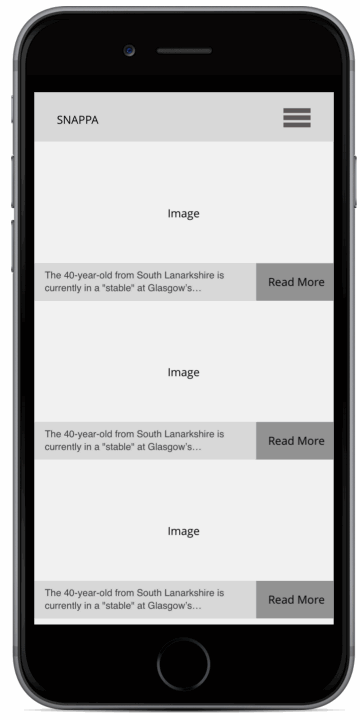 SNAPPA
Image
The 40-year-old from South Lanarkshire is
currently in a "stable" at Glasgow's...
Read More
Image
The 40-year-old from South Lanarkshire is
currently in a "stable" at Glasgow's...
Read More
Image
The 40-year-old from South Lanarkshire is
currently in a "stable" at Glasgow's...
Read More